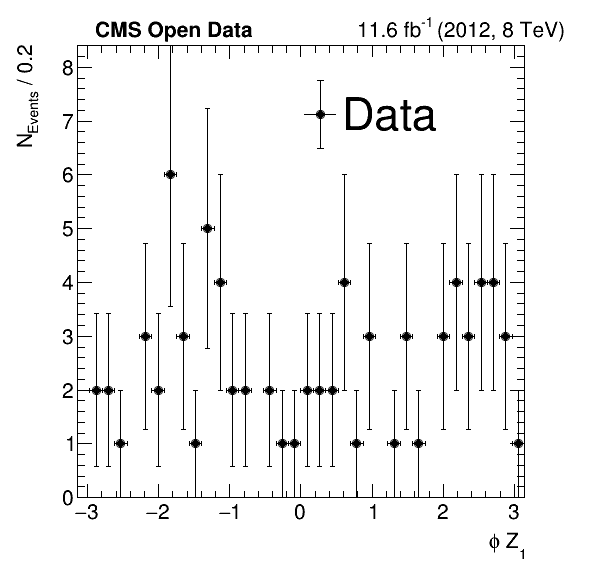 CMS Open Data 11.6 fb⁻¹ (2012, 8 TeV)
N_Events / 0.2
8
7
6
5
4
3
2
1
0
Data
−3 −2 −1 0 1 2 3
ϕ Z₁